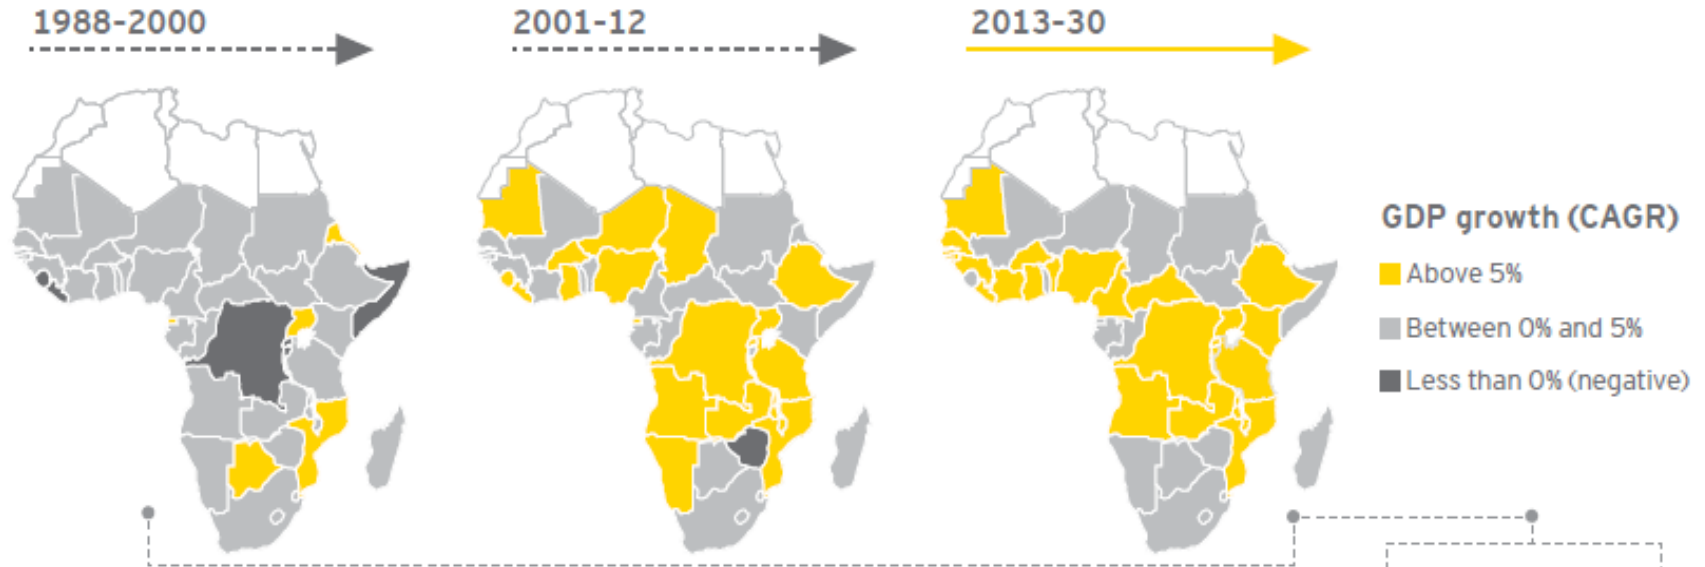 1988-2000
2001-12
2013-30
GDP growth (CAGR)
Above 5%
Between 0% and 5%
Less than 0% (negative)